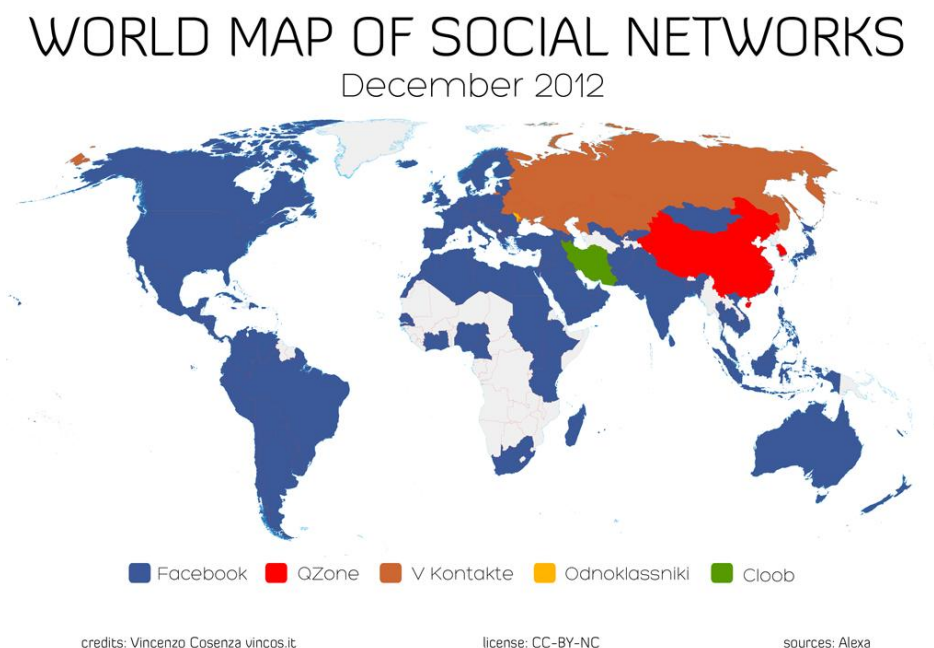 WORLD MAP OF SOCIAL NETWORKS
December 2012
Facebook QZone V Kontakte Odnoklassniki Cloob
credits: Vincenzo Cosenza vincos.it license: CC-BY-NC sources: Alexa